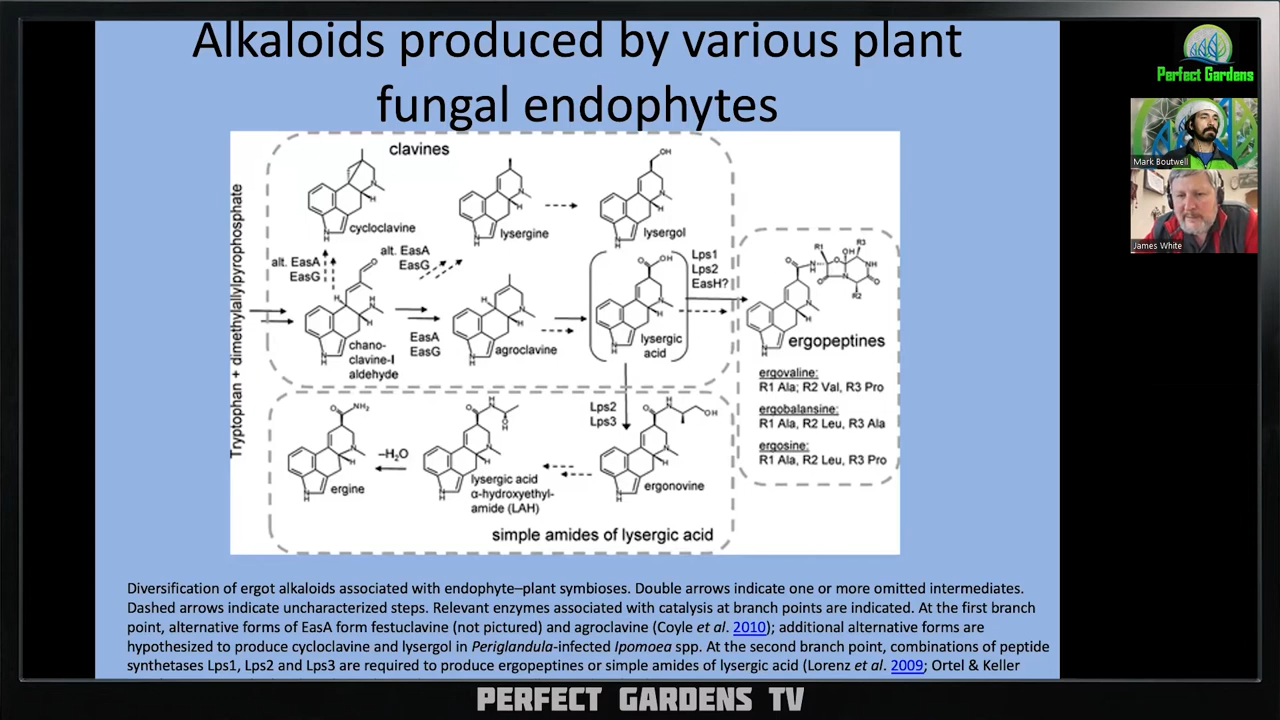 Alkaloids produced by various plant
fungal endophytes
Perfect Gardens
Mark Boutwell
James White
Tryptophan + dimethylallylpyrophosphate
clavines
cycloclavine
lysergine
OH
lysergol
alt. EasA
EasG
alt. EasA
EasG
chano-
clavine-I
aldehyde
EasA
EasG
agroclavine
lysergic
acid
Lps1
Lps2
EasH?
ergopeptines
ergovaline:
R1 Ala; R2 Val, R3 Pro
ergobalansine:
R1 Ala, R2 Leu, R3 Ala
ergosine:
R1 Ala, R2 Leu, R3 Pro
Lps2
Lps3
–H₂O
ergine
lysergic acid
α-hydroxyethyl-
amide (LAH)
ergonovine
simple amides of lysergic acid
Diversification of ergot alkaloids associated with endophyte–plant symbioses. Double arrows indicate one or more omitted intermediates.
Dashed arrows indicate uncharacterized steps. Relevant enzymes associated with catalysis at branch points are indicated. At the first branch
point, alternative forms of EasA form festuclavine (not pictured) and agroclavine (Coyle et al. 2010); additional alternative forms are
hypothesized to produce cycloclavine and lysergol in Periglandula-infected Ipomoea spp. At the second branch point, combinations of peptide
synthetases Lps1, Lps2 and Lps3 are required to produce ergopeptines or simple amides of lysergic acid (Lorenz et al. 2009; Ortel & Keller
PERFECT GARDENS TV